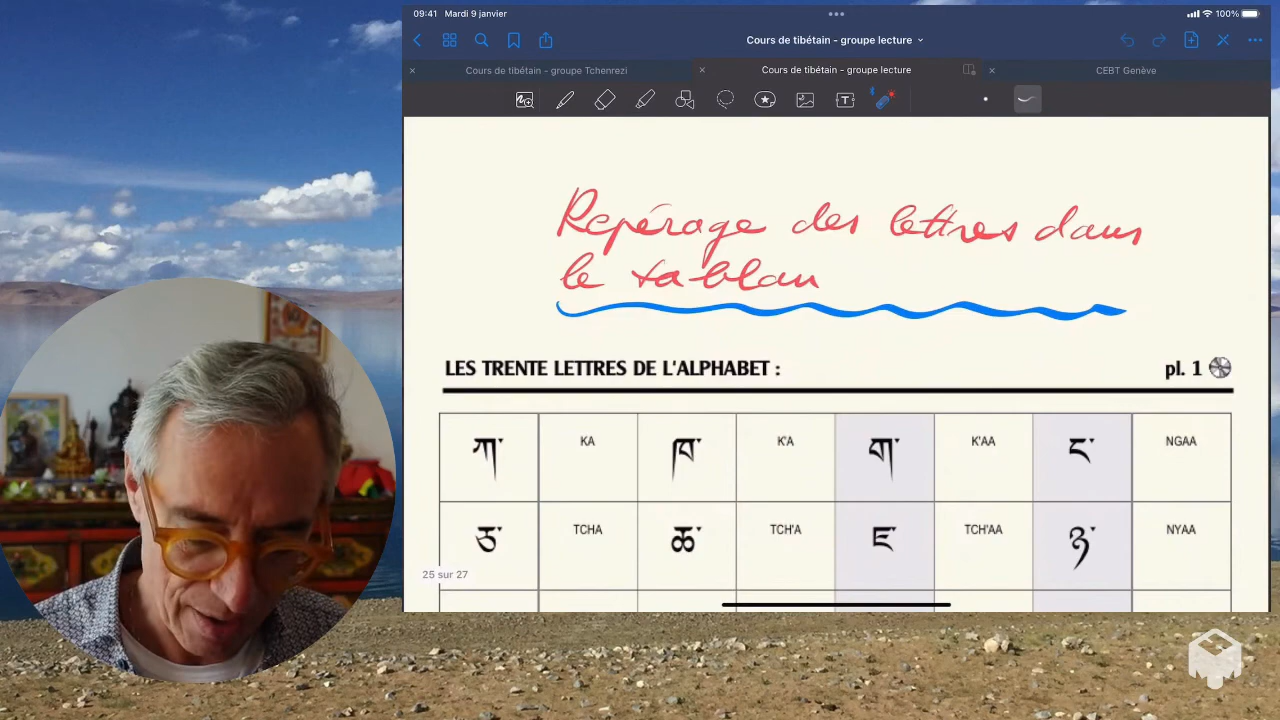 09:41 Mardi 9 janvier
100%
Cours de tibétain - groupe lecture
Cours de tibétain - groupe Tchenrezi
Cours de tibétain - groupe lecture
CEBT Genève
Repérage des lettres dans
le tableau
LES TRENTE LETTRES DE L'ALPHABET : pl. 1
ཀ་ KA ཁ་ K'A ག་ K'AA ང་ NGAA
ཅ་ TCHA ཆ་ TCH'A ཇ་ TCH'AA ཉ་ NYAA
25 sur 27